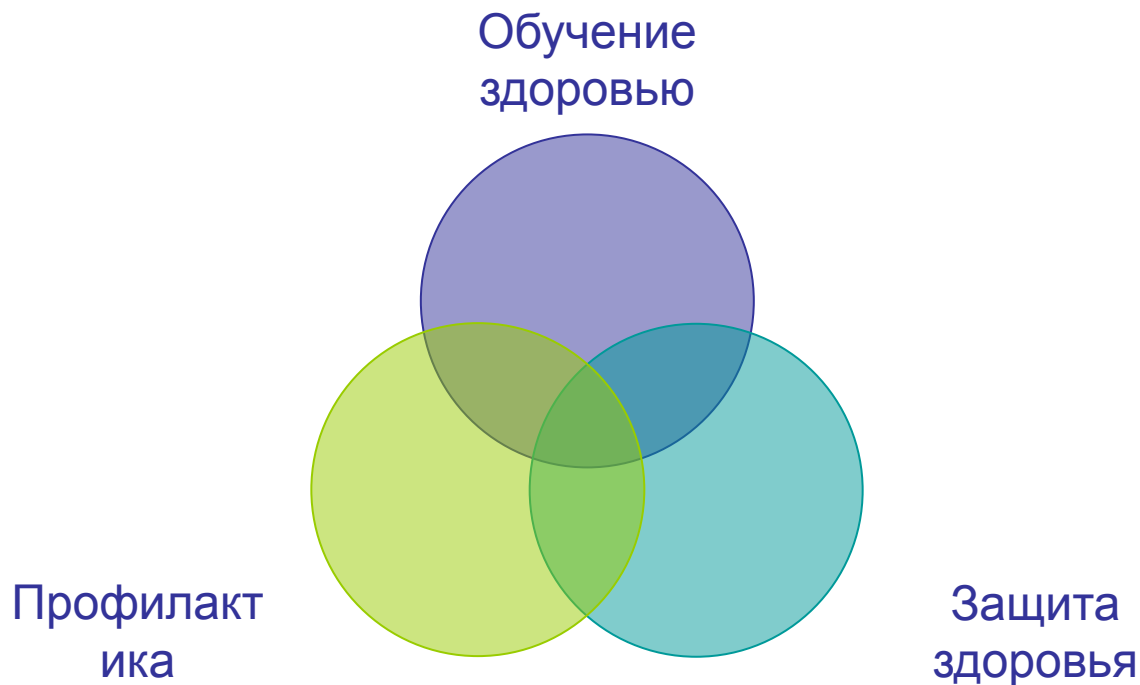 Обучение
здоровью
Профилакт
ика
Защита
здоровья